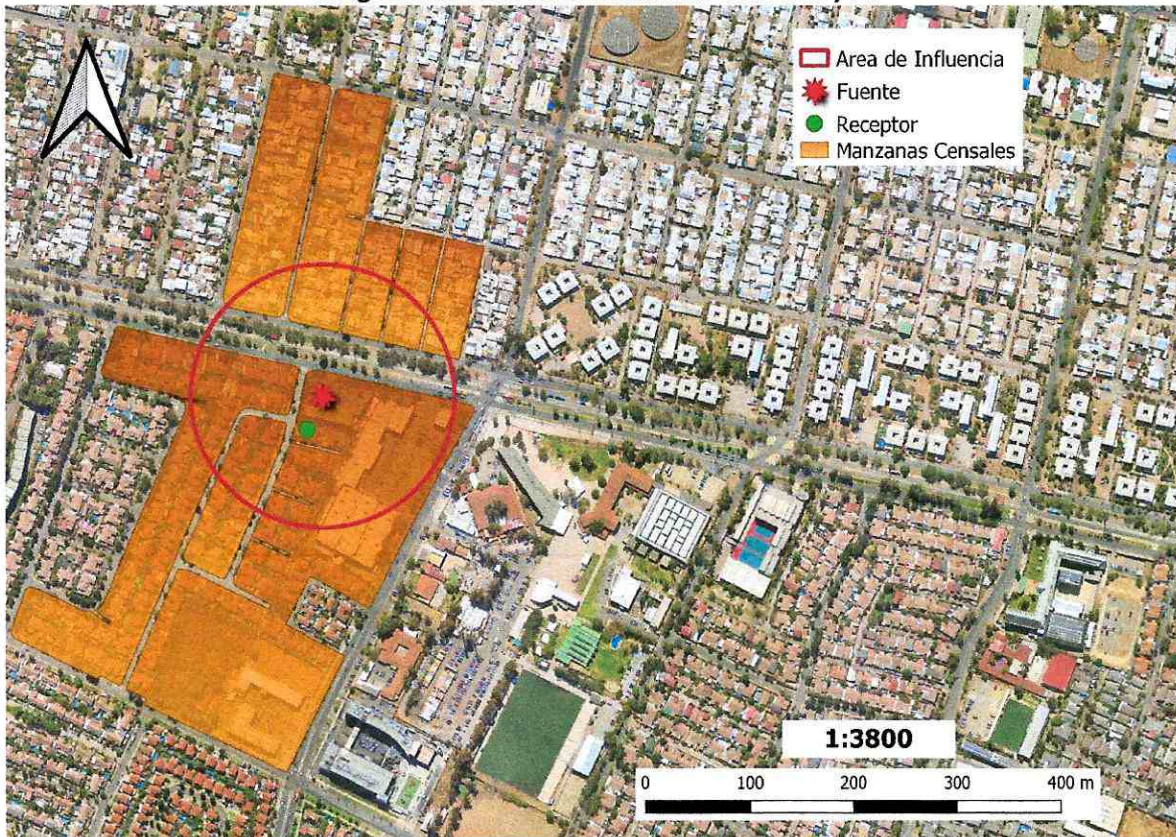 Area de Influencia
Fuente
Receptor
Manzanas Censales
1:3800
0 100 200 300 400 m